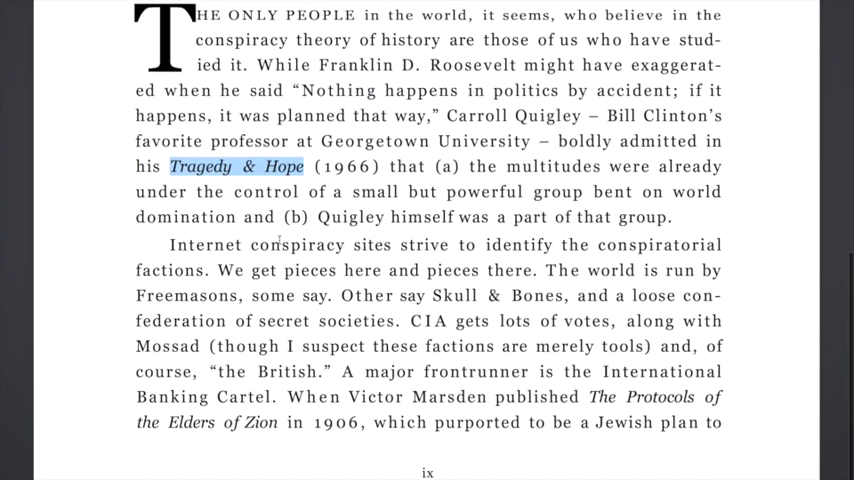 THE ONLY PEOPLE in the world, it seems, who believe in the
conspiracy theory of history are those of us who have stud-
ied it. While Franklin D. Roosevelt might have exaggerat-
ed when he said “Nothing happens in politics by accident; if it
happens, it was planned that way,” Carroll Quigley – Bill Clinton’s
favorite professor at Georgetown University – boldly admitted in
his Tragedy & Hope (1966) that (a) the multitudes were already
under the control of a small but powerful group bent on world
domination and (b) Quigley himself was a part of that group.
Internet conspiracy sites strive to identify the conspiratorial
factions. We get pieces here and pieces there. The world is run by
Freemasons, some say. Other say Skull & Bones, and a loose con-
federation of secret societies. CIA gets lots of votes, along with
Mossad (though I suspect these factions are merely tools) and, of
course, “the British.” A major frontrunner is the International
Banking Cartel. When Victor Marsden published The Protocols of
the Elders of Zion in 1906, which purported to be a Jewish plan to
ix